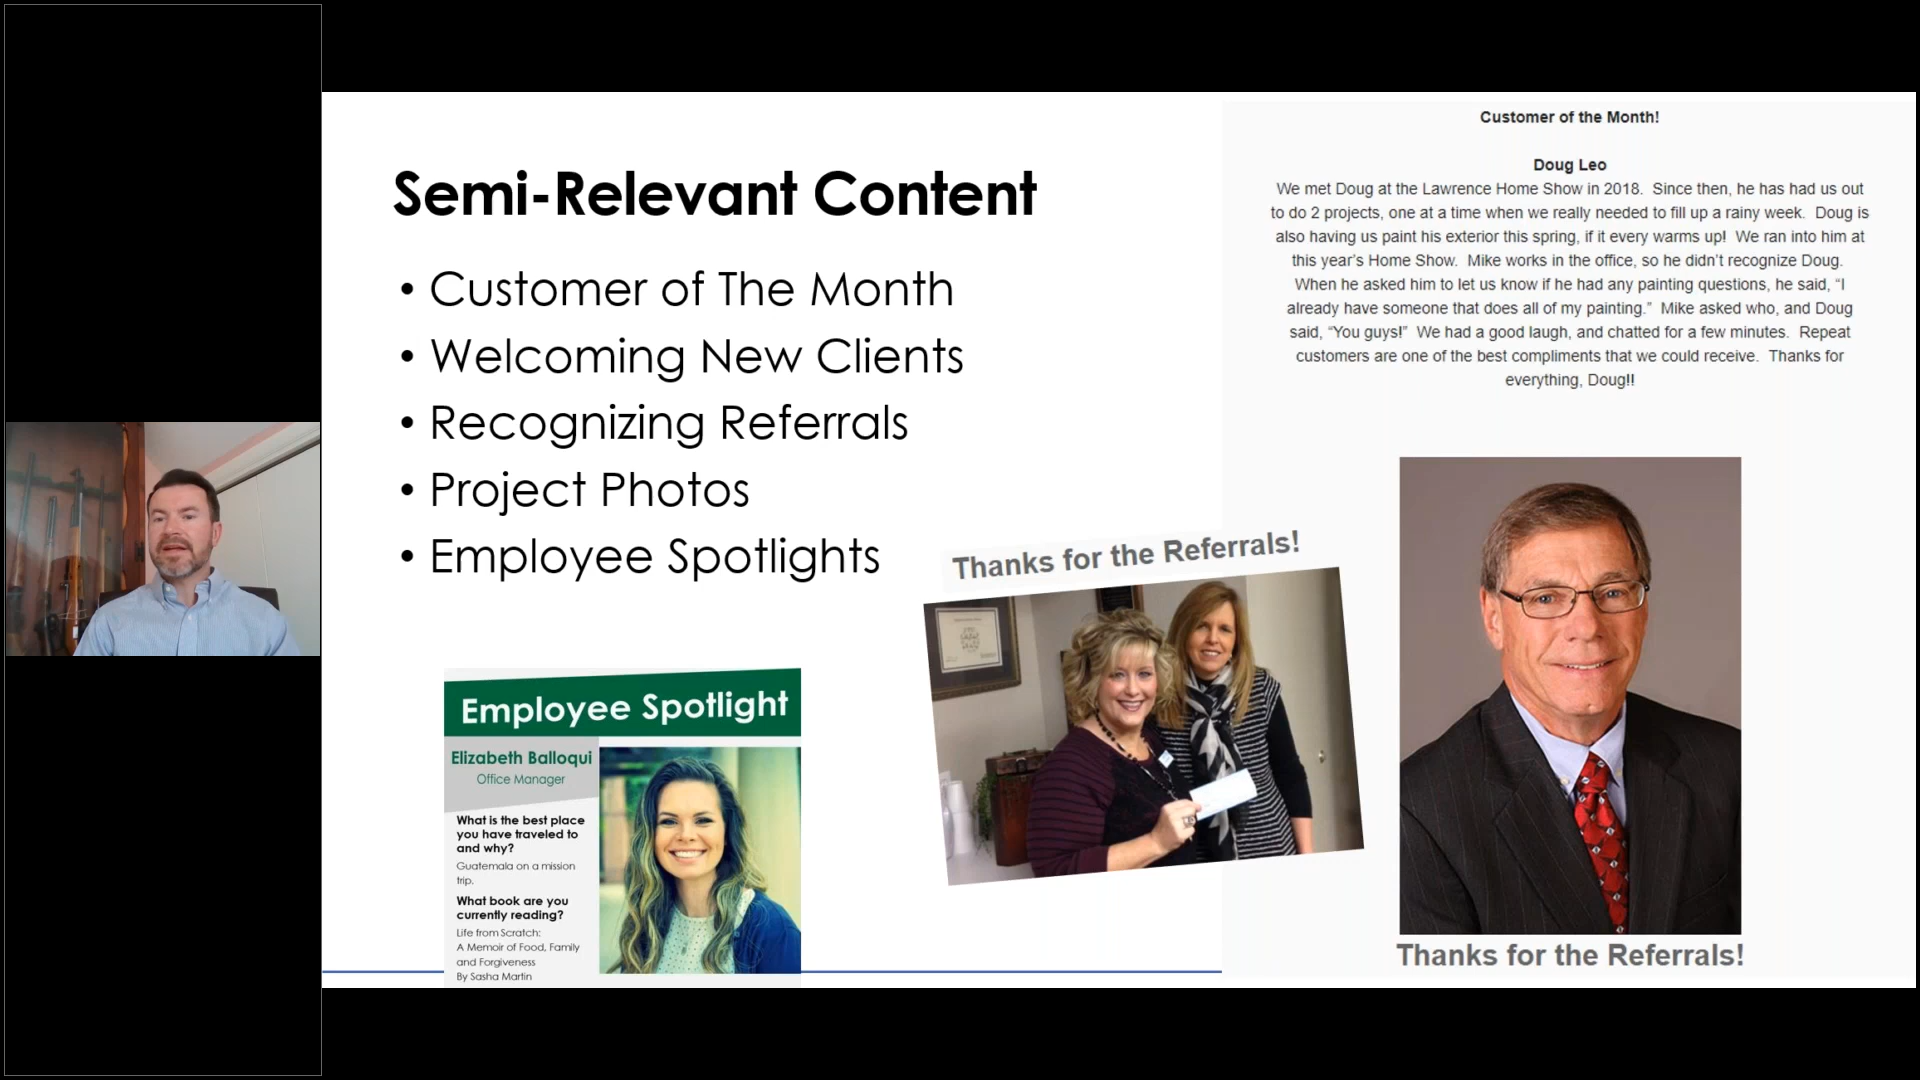 Semi-Relevant Content
• Customer of The Month
• Welcoming New Clients
• Recognizing Referrals
• Project Photos
• Employee Spotlights
Employee Spotlight
Elizabeth Balloqui
Office Manager
What is the best place
you have traveled to
and why?
Guatemala on a mission
trip.
What book are you
currently reading?
Life from Scratch:
A Memoir of Food, Family
and Forgiveness
By Sasha Martin
Thanks for the Referrals!
Customer of the Month!
Doug Leo
We met Doug at the Lawrence Home Show in 2018. Since then, he has had us out
to do 2 projects, one at a time when we really needed to fill up a rainy week. Doug is
also having us paint his exterior this spring, if it every warms up! We ran into him at
this year’s Home Show. Mike works in the office, so he didn’t recognize Doug.
When he asked him to let us know if he had any painting questions, he said, “I
already have someone that does all of my painting.” Mike asked who, and Doug
said, “You guys!” We had a good laugh, and chatted for a few minutes. Repeat
customers are one of the best compliments that we could receive. Thanks for
everything, Doug!!
Thanks for the Referrals!